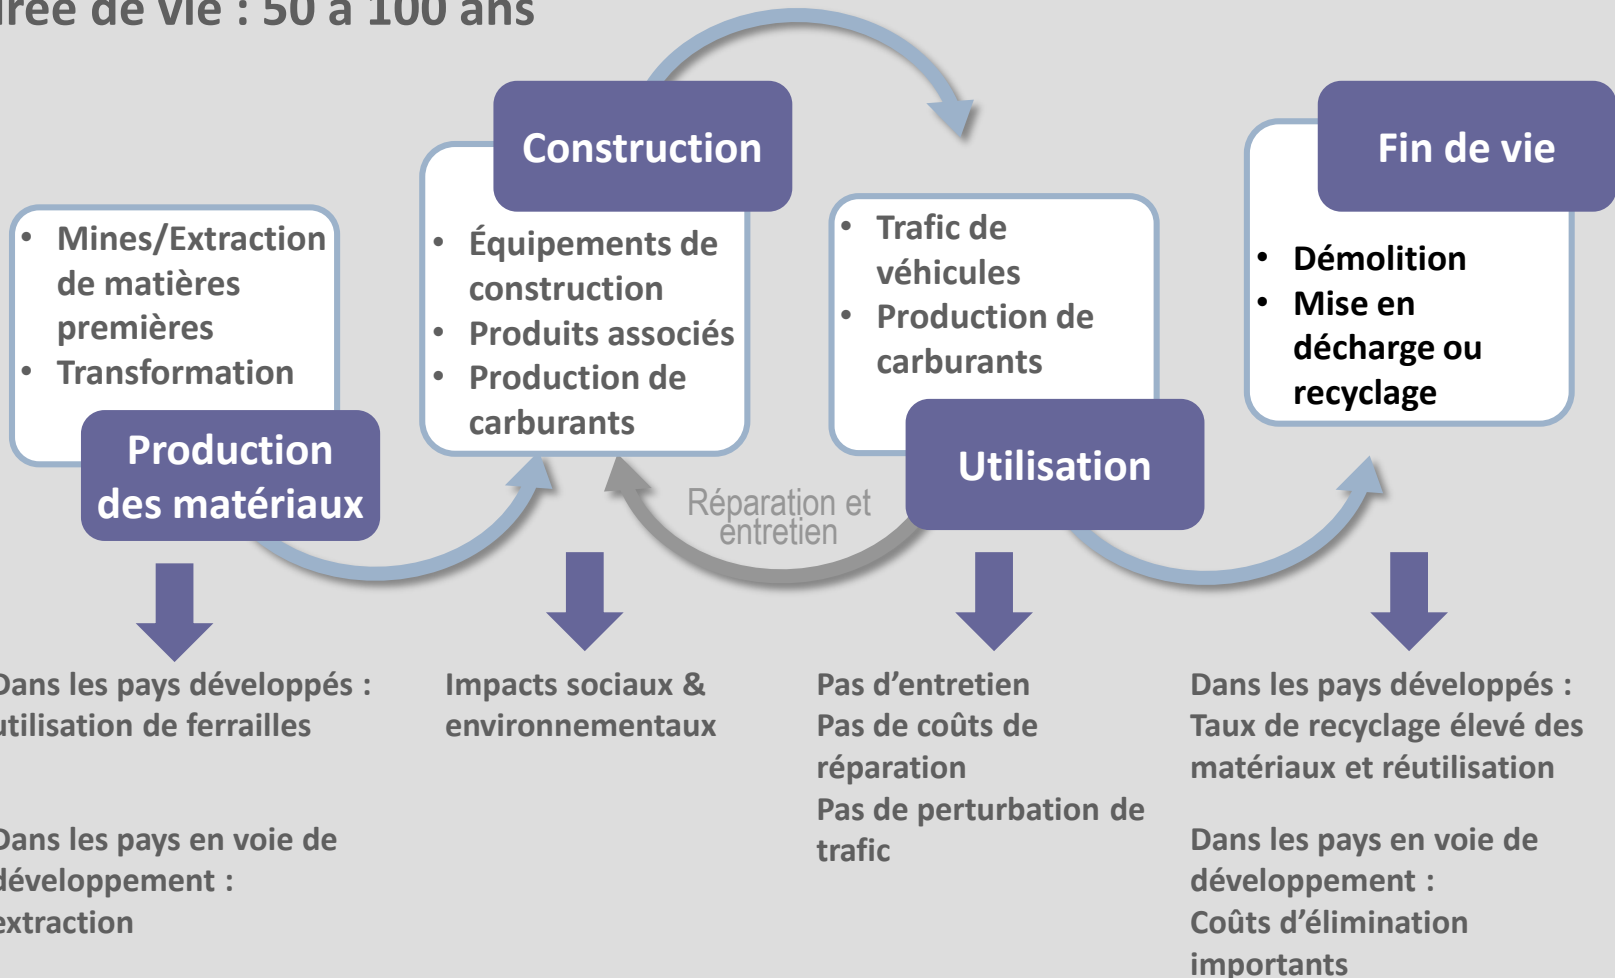 urée de vie : 50 à 100 ans
Construction
Fin de vie
• Mines/Extraction
de matières
premières
• Transformation
Production
des matériaux
• Équipements de
construction
• Produits associés
• Production de
carburants
• Trafic de
véhicules
• Production de
carburants
Utilisation
• Démolition
• Mise en
décharge ou
recyclage
Réparation et
entretien
Dans les pays développés :
utilisation de ferrailles
Dans les pays en voie de
développement :
extraction
Impacts sociaux &
environnementaux
Pas d’entretien
Pas de coûts de
réparation
Pas de perturbation de
trafic
Dans les pays développés :
Taux de recyclage élevé des
matériaux et réutilisation
Dans les pays en voie de
développement :
Coûts d’élimination
importants